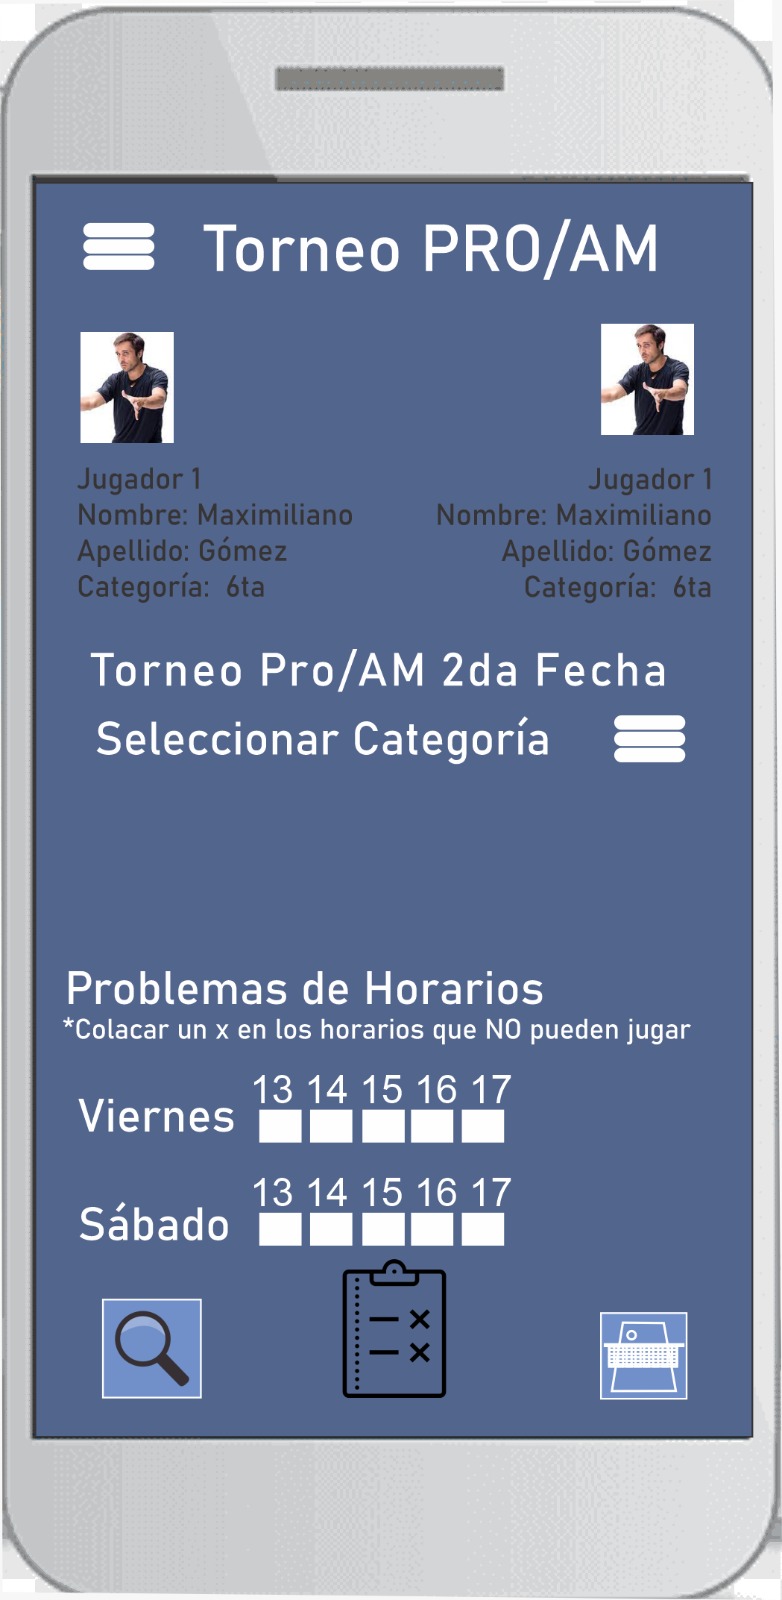 Torneo PRO/AM
Jugador 1
Nombre: Maximiliano
Apellido: Gómez
Categoría: 6ta
Jugador 1
Nombre: Maximiliano
Apellido: Gómez
Categoría: 6ta
Torneo Pro/AM 2da Fecha
Seleccionar Categoría
Problemas de Horarios
*Colacar un x en los horarios que NO pueden jugar
13 14 15 16 17
Viernes
13 14 15 16 17
Sábado